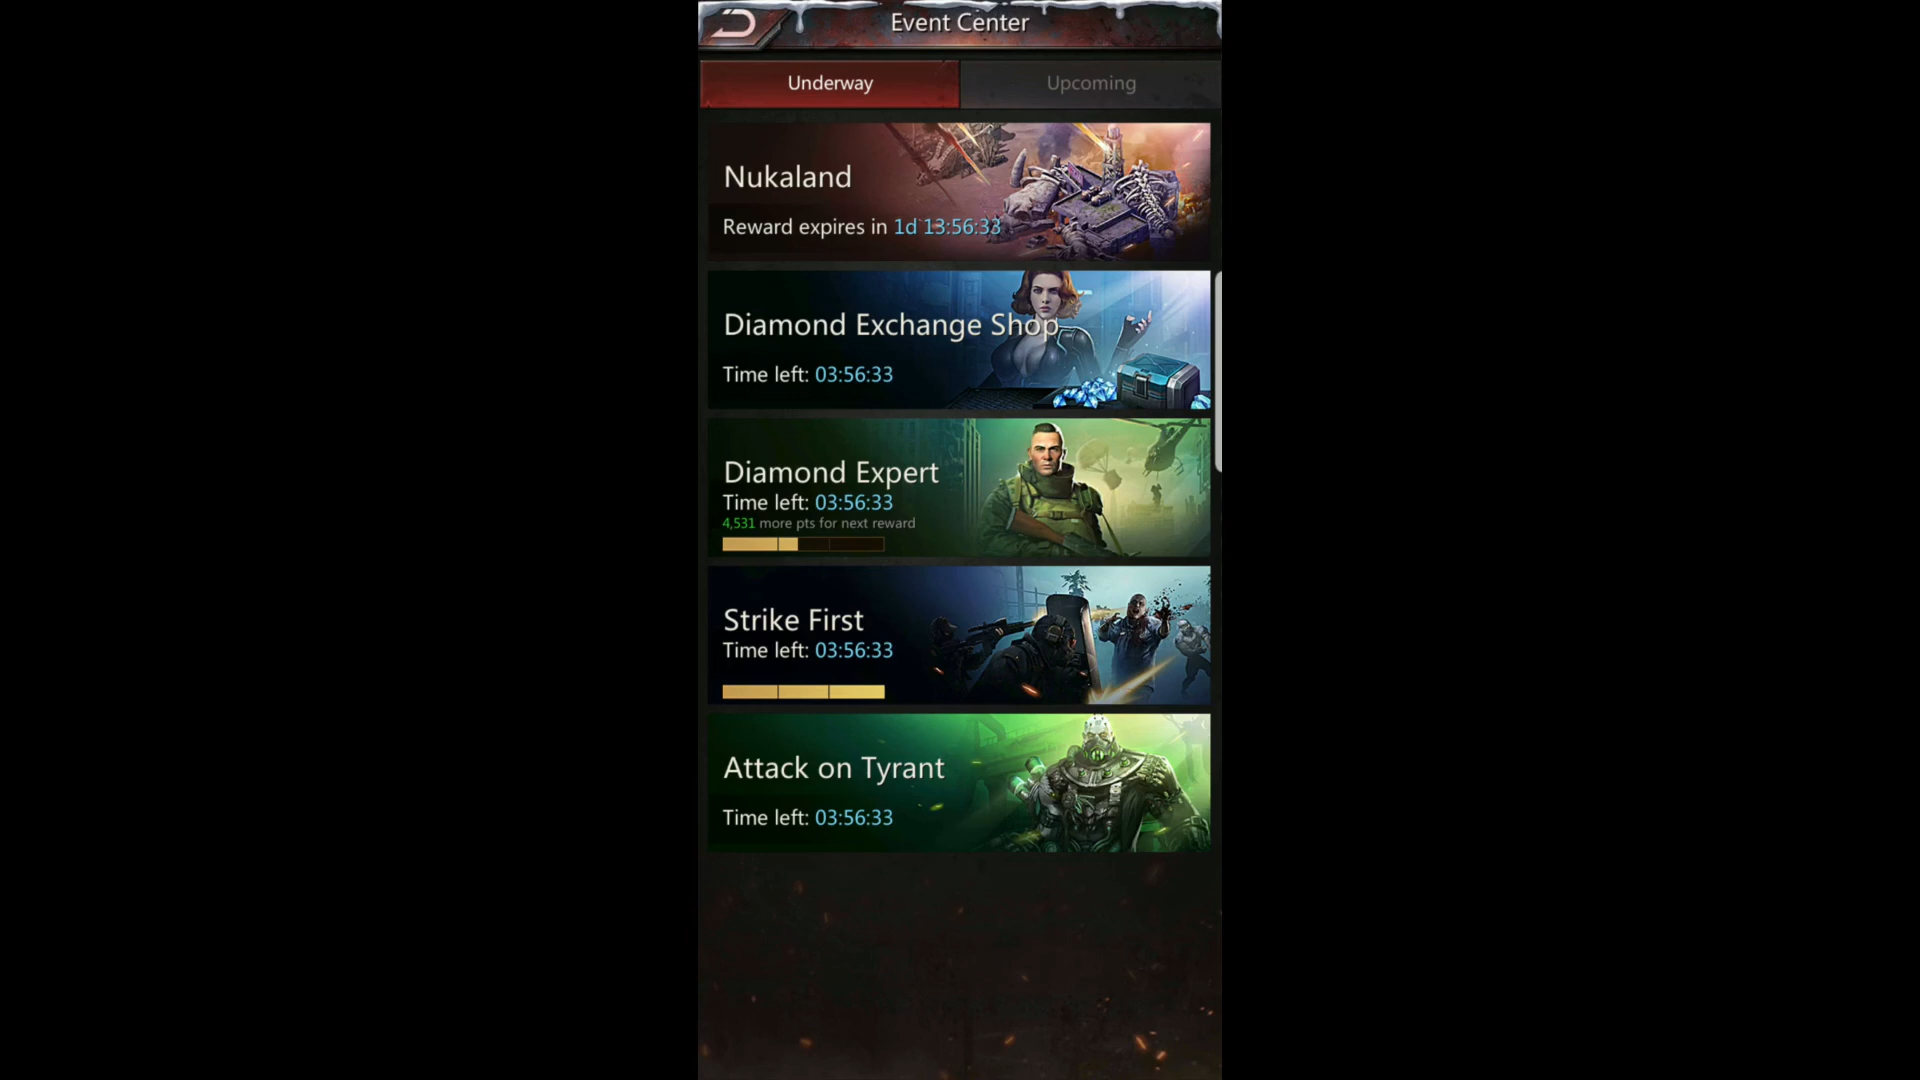 Event Center
Underway
Upcoming
Nukaland
Reward expires in 1d 13:56:33
Diamond Exchange Shop
Time left: 03:56:33
Diamond Expert
Time left: 03:56:33
4,531 more pts for next reward
Strike First
Time left: 03:56:33
Attack on Tyrant
Time left: 03:56:33